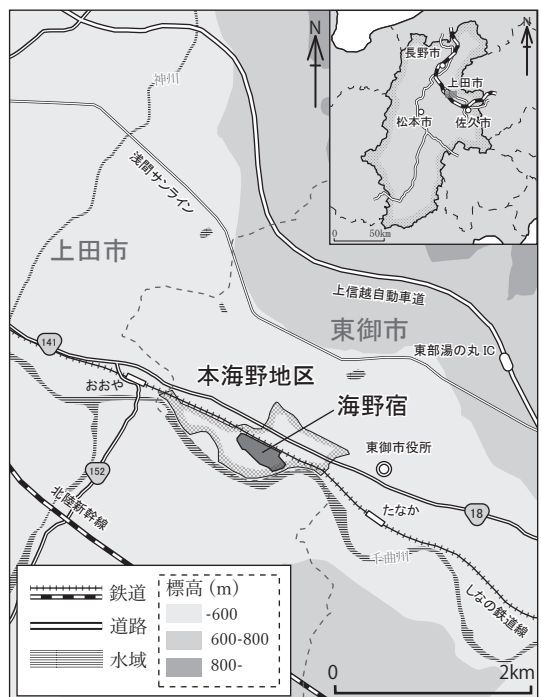 N
N
長野市
上田市
松本市
佐久市
0 50km
神州
浅間サンライン
上田市
上信越自動車道
東御市
東部湯の丸 IC
141
おおや
本海野地区
海野宿
東御市役所
152
北陸新幹線
たなか
18
千曲州
しなの鉄道線
鉄道
道路
水域
標高 (m)
-600
600-800
800-
0 2km